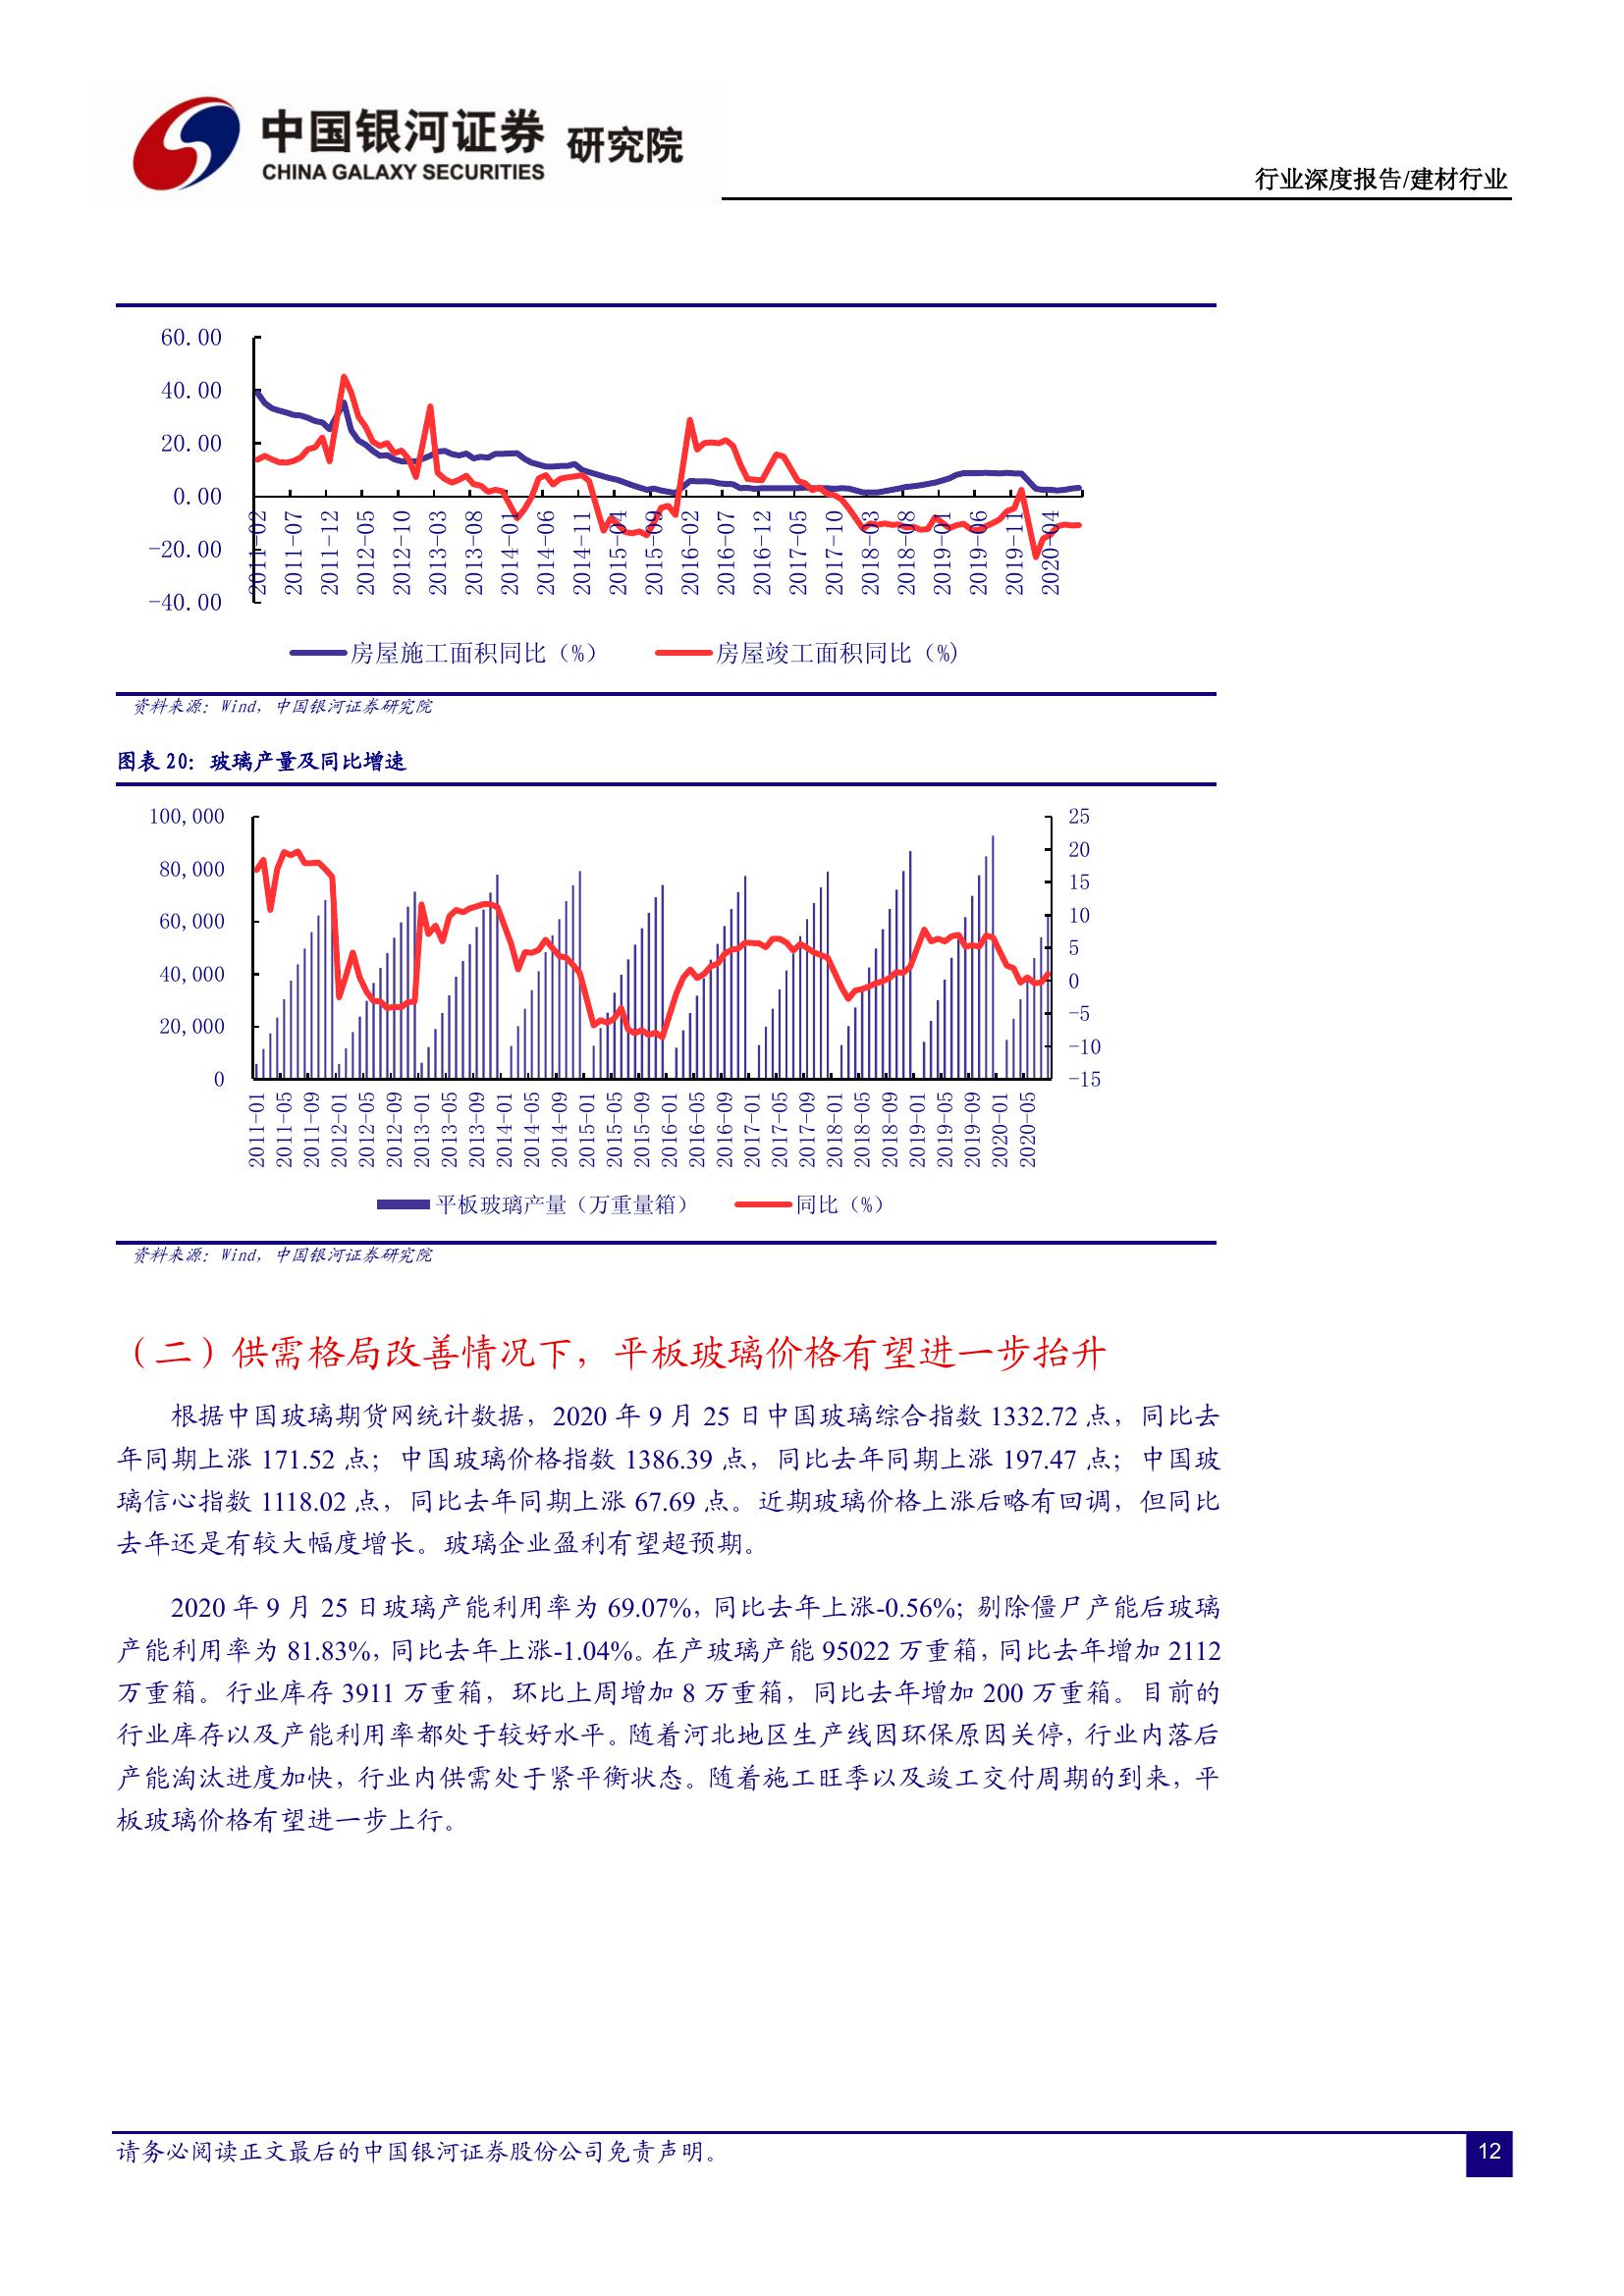 中国银河证券 研究院
CHINA GALAXY SECURITIES
行业深度报告/建材行业
60.00
40.00
20.00
0.00
-20.00
-40.00
2011-02 2011-07 2011-12 2012-05 2012-10 2013-03 2013-08 2014-01 2014-06 2014-11 2015-04 2015-09 2016-02 2016-07 2016-12 2017-05 2017-10 2018-03 2018-08 2019-01 2019-06 2019-11 2020-04
房屋施工面积同比（%） 房屋竣工面积同比（%)
资料来源：Wind，中国银河证券研究院
图表 20：玻璃产量及同比增速
100,000 25
20
80,000
15
60,000 10
5
40,000 0
20,000 -5
-10
0 -15
2011-01 2011-05 2011-09 2012-01 2012-05 2012-09 2013-01 2013-05 2013-09 2014-01 2014-05 2014-09 2015-01 2015-05 2015-09 2016-01 2016-05 2016-09 2017-01 2017-05 2017-09 2018-01 2018-05 2018-09 2019-01 2019-05 2019-09 2020-01 2020-05
平板玻璃产量（万重量箱） 同比（%）
资料来源：Wind，中国银河证券研究院
（二）供需格局改善情况下，平板玻璃价格有望进一步抬升
根据中国玻璃期货网统计数据，2020 年 9 月 25 日中国玻璃综合指数 1332.72 点，同比去
年同期上涨 171.52 点；中国玻璃价格指数 1386.39 点，同比去年同期上涨 197.47 点；中国玻
璃信心指数 1118.02 点，同比去年同期上涨 67.69 点。近期玻璃价格上涨后略有回调，但同比
去年还是有较大幅度增长。玻璃企业盈利有望超预期。
2020 年 9 月 25 日玻璃产能利用率为 69.07%，同比去年上涨-0.56%；剔除僵尸产能后玻璃
产能利用率为 81.83%，同比去年上涨-1.04%。在产玻璃产能 95022 万重箱，同比去年增加 2112
万重箱。行业库存 3911 万重箱，环比上周增加 8 万重箱，同比去年增加 200 万重箱。目前的
行业库存以及产能利用率都处于较好水平。随着河北地区生产线因环保原因关停，行业内落后
产能淘汰进度加快，行业内供需处于紧平衡状态。随着施工旺季以及竣工交付周期的到来，平
板玻璃价格有望进一步上行。
请务必阅读正文最后的中国银河证券股份公司免责声明。
12